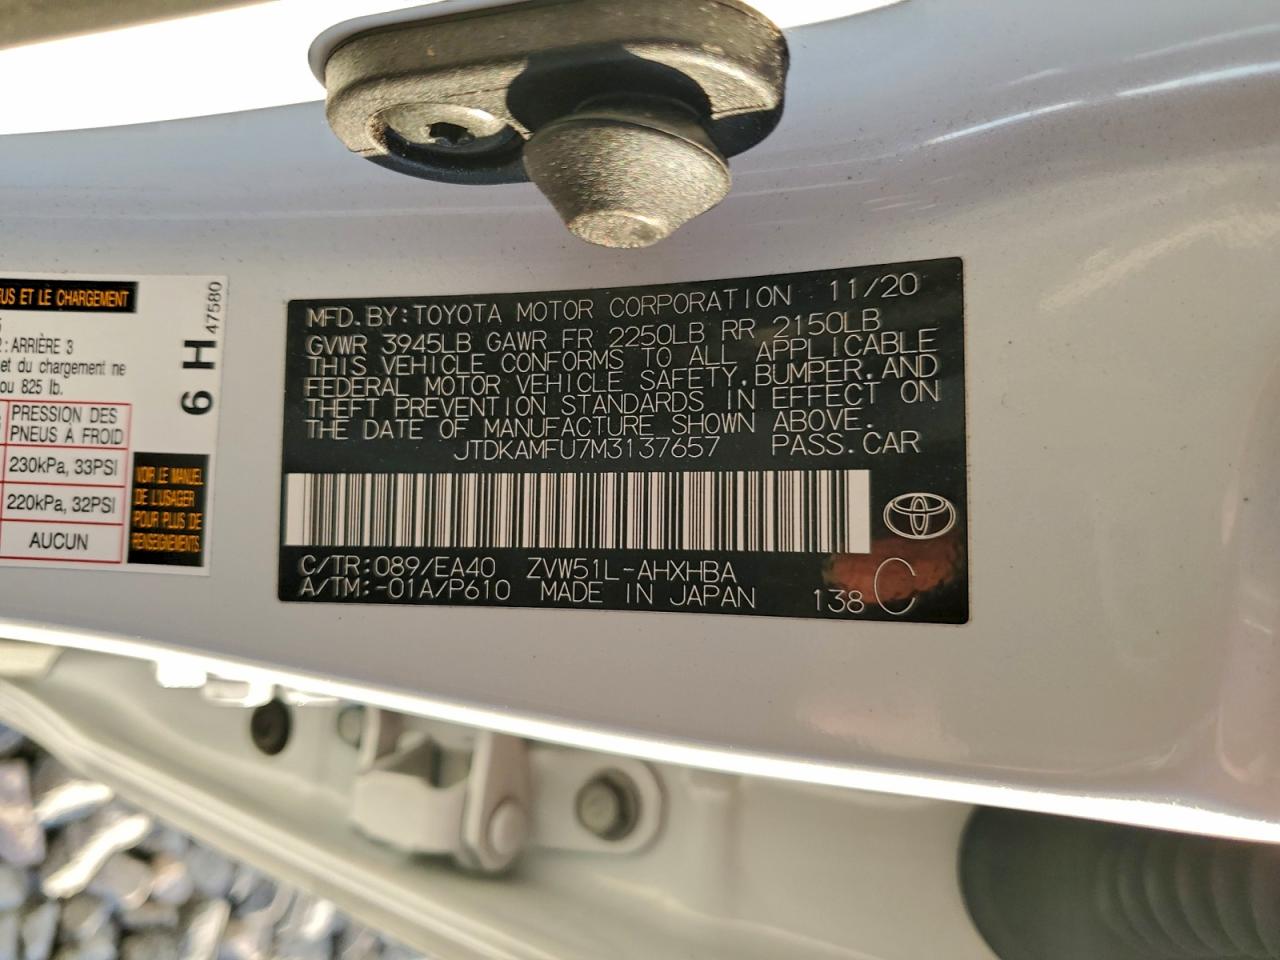 EUS ET LE CHARGEMENT
2: ARRIÈRE 3
et du chargement ne
ou 825 lb.
PRESSION DES
PNEUS À FROID
230kPa, 33PSI
220kPa, 32PSI
AUCUN
VOIR LE MANUEL
DE L'USAGER
POUR PLUS DE
RENSEIGNEMENTS
6 H 47580
MFD. BY: TOYOTA MOTOR CORPORATION 11/20
GVWR 3945LB GAWR FR 2250LB RR 2150LB
THIS VEHICLE CONFORMS TO ALL APPLICABLE
FEDERAL MOTOR VEHICLE SAFETY, BUMPER, AND
THEFT PREVENTION STANDARDS IN EFFECT ON
THE DATE OF MANUFACTURE SHOWN ABOVE.
JTDKAMFU7M3137657 PASS. CAR
C/TR: 089/EA40 ZVW51L-AHXHBA
A/TM: -01A/P610 MADE IN JAPAN 138 C